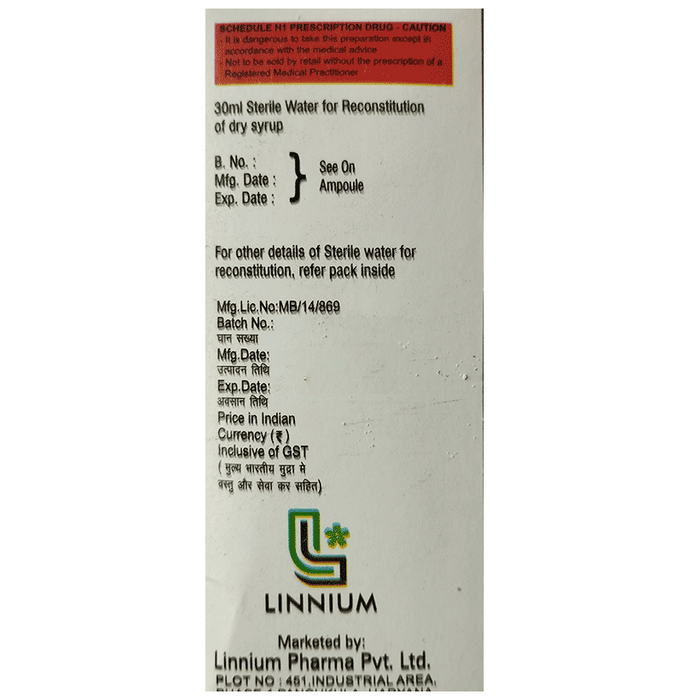 SCHEDULE H1 PRESCRIPTION DRUG - CAUTION
- It is dangerous to take this preparation except in
accordance with the medical advice
- Not to be sold by retail without the prescription of a
Registered Medical Practitioner
30ml Sterile Water for Reconstitution
of dry syrup
B. No. :
Mfg. Date :
Exp. Date :
} See On
Ampoule
For other details of Sterile water for
reconstitution, refer pack inside
Mfg.Lic.No:MB/14/869
Batch No.:
घान सख्या
Mfg.Date:
उत्पादन तिथि
Exp.Date:
अवसान तिथि
Price in Indian
Currency (₹)
Inclusive of GST
( मुल्य भारतीय मुद्रा मे
वस्तु और सेवा कर सहित)
LINNIUM
Marketed by:
Linnium Pharma Pvt. Ltd.
PLOT NO : 451,INDUSTRIAL AREA,